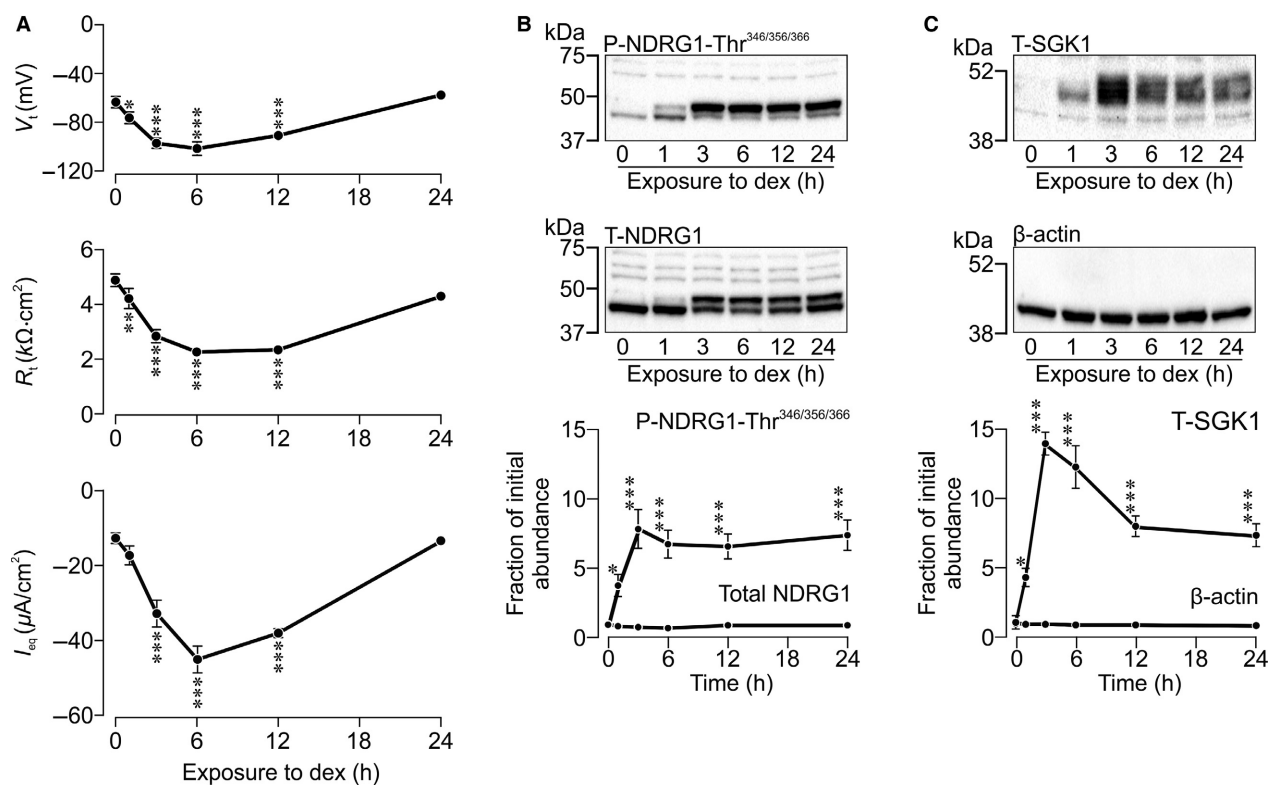 A
0
–40
–80
–120
Vt (mV)
*
***
***
***
0
6
12
24
6
4
2
0
Rt (kΩ·cm²)
**
***
***
***
0
6
12
18
24
0
–20
–40
–60
Ieq (µA/cm²)
***
***
***
0
6
12
24
Exposure to dex (h)
B
kDa
P-NDRG1-Thr346/356/366
75
50
37
0 1 3 6 12 24
Exposure to dex (h)
kDa
T-NDRG1
75
50
37
0 1 3 6 12 24
Exposure to dex (h)
P-NDRG1-Thr346/356/366
15
10
5
0
Fraction of initial
abundance
*
***
***
***
***
Total NDRG1
0 6 12 18 24
Time (h)
C
kDa
T-SGK1
52
38
0 1 3 6 12 24
Exposure to dex (h)
kDa
β-actin
52
38
0 1 3 6 12 24
Exposure to dex (h)
T-SGK1
15
10
5
0
Fraction of initial
abundance
*
***
***
***
***
β-actin
0 6 12 18 24
Time (h)